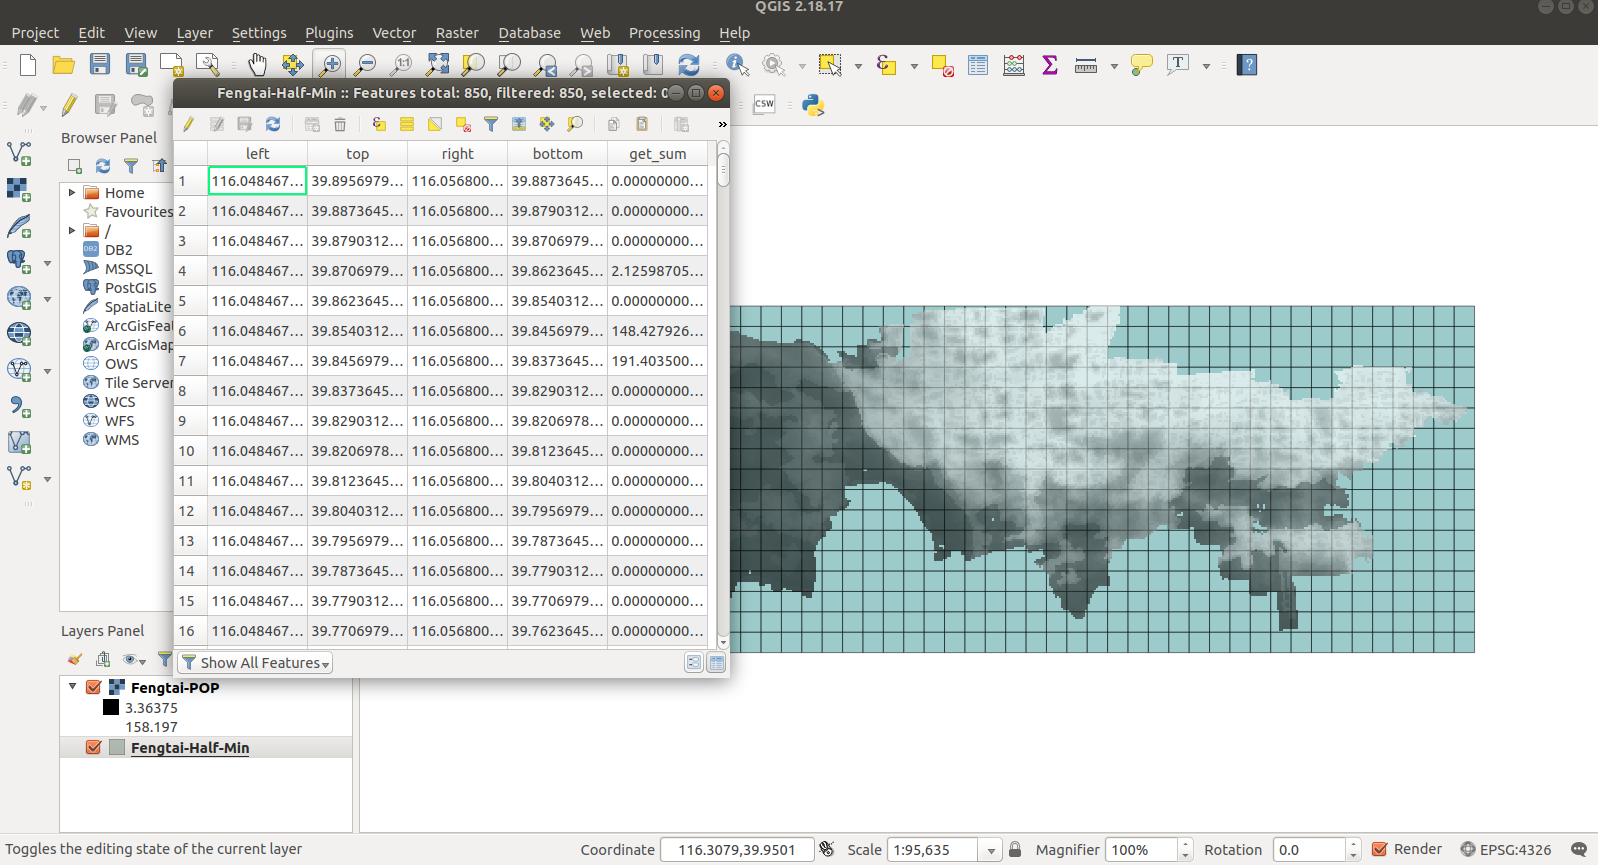 QGIS 2.18.17
Project Edit View Layer Settings Plugins Vector Raster Database Web Processing Help
Fengtai-Half-Min :: Features total: 850, filtered: 850, selected: 0
CSW
Browser Panel
Home
Favourites
/
DB2
MSSQL
PostGIS
SpatiaLite
ArcGisFeat
ArcGisMap
OWS
Tile Server
WCS
WFS
WMS
left top right bottom get_sum
1 116.048467... 39.8956979... 116.056800... 39.8873645... 0.00000000...
2 116.048467... 39.8873645... 116.056800... 39.8790312... 0.00000000...
3 116.048467... 39.8790312... 116.056800... 39.8706979... 0.00000000...
4 116.048467... 39.8706979... 116.056800... 39.8623645... 2.12598705...
5 116.048467... 39.8623645... 116.056800... 39.8540312... 0.00000000...
6 116.048467... 39.8540312... 116.056800... 39.8456979... 148.427926...
7 116.048467... 39.8456979... 116.056800... 39.8373645... 191.403500...
8 116.048467... 39.8373645... 116.056800... 39.8290312... 0.00000000...
9 116.048467... 39.8290312... 116.056800... 39.8206978... 0.00000000...
10 116.048467... 39.8206978... 116.056800... 39.8123645... 0.00000000...
11 116.048467... 39.8123645... 116.056800... 39.8040312... 0.00000000...
12 116.048467... 39.8040312... 116.056800... 39.7956979... 0.00000000...
13 116.048467... 39.7956979... 116.056800... 39.7873645... 0.00000000...
14 116.048467... 39.7873645... 116.056800... 39.7790312... 0.00000000...
15 116.048467... 39.7790312... 116.056800... 39.7706979... 0.00000000...
16 116.048467... 39.7706979... 116.056800... 39.7623645... 0.00000000...
Show All Features
Layers Panel
Fengtai-POP
3.36375
158.197
Fengtai-Half-Min
Toggles the editing state of the current layer
Coordinate 116.3079,39.9501 Scale 1:95,635 Magnifier 100% Rotation 0.0 Render EPSG:4326